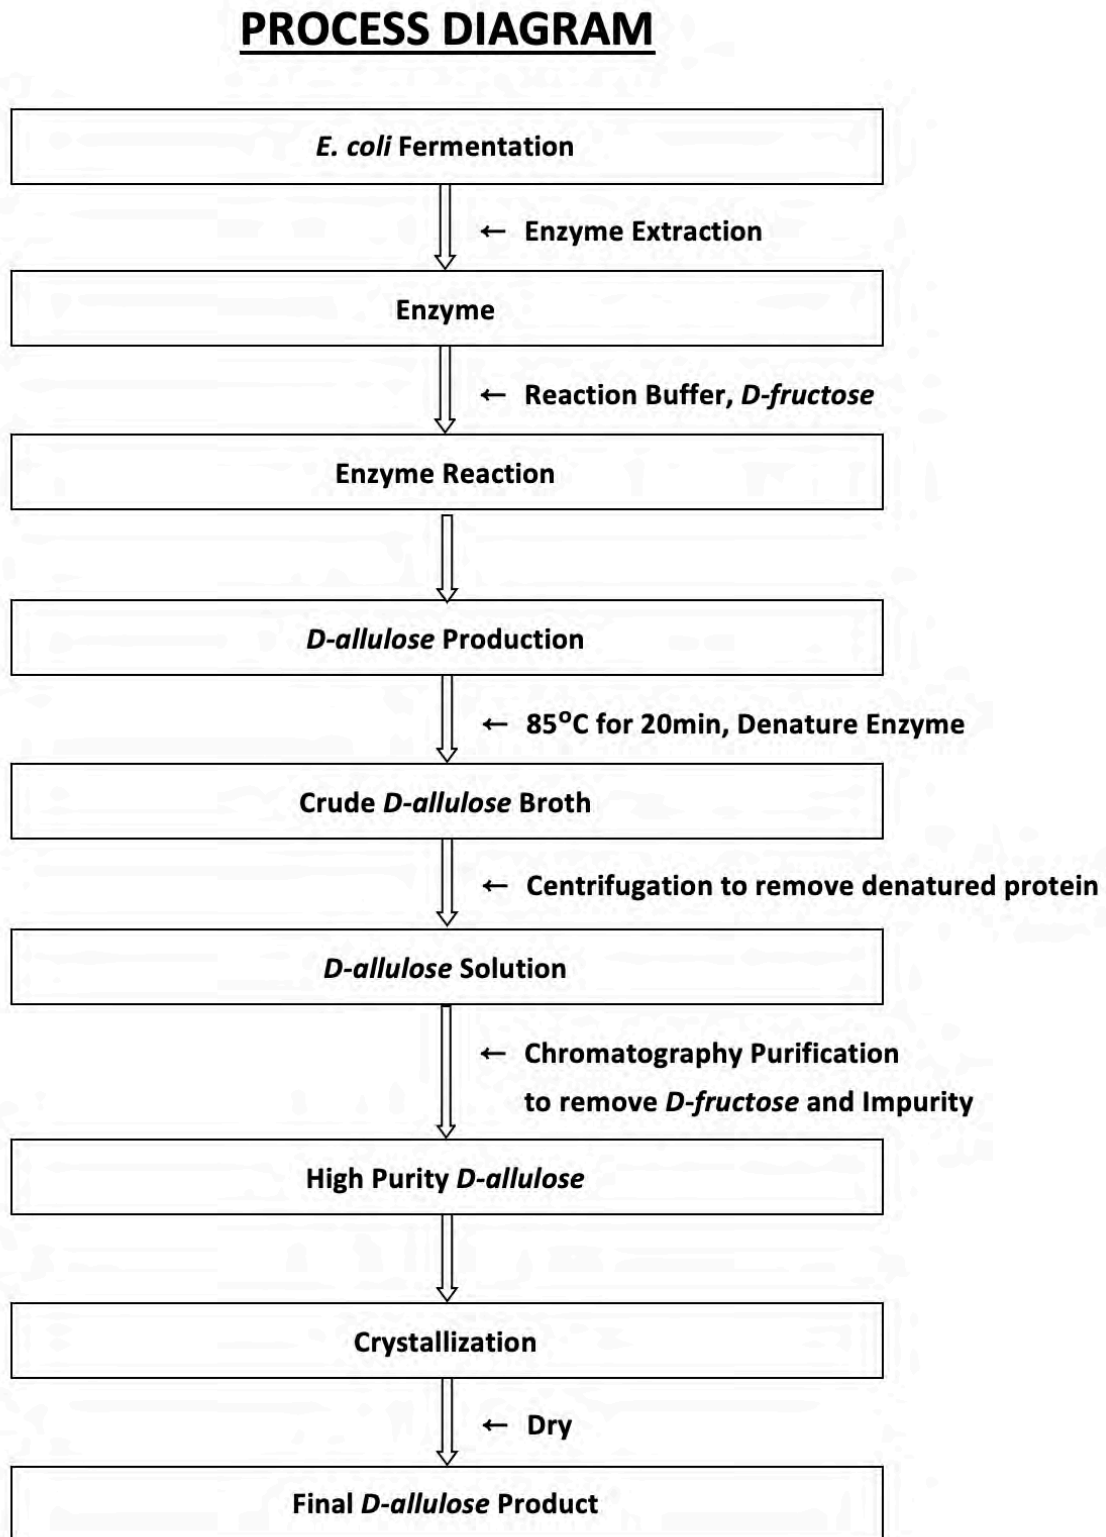 PROCESS DIAGRAM
E. coli Fermentation
← Enzyme Extraction
Enzyme
← Reaction Buffer, D-fructose
Enzyme Reaction
D-allulose Production
← 85°C for 20min, Denature Enzyme
Crude D-allulose Broth
← Centrifugation to remove denatured protein
D-allulose Solution
← Chromatography Purification
to remove D-fructose and Impurity
High Purity D-allulose
Crystallization
← Dry
Final D-allulose Product